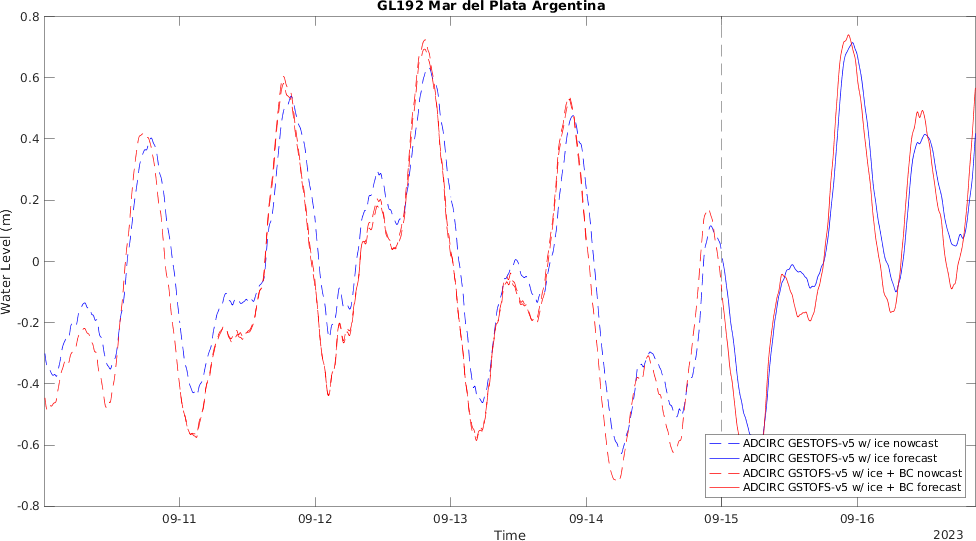 GL192 Mar del Plata Argentina
0.8
0.6
0.4
0.2
0
-0.2
-0.4
-0.6
-0.8
Water Level (m)
ADCIRC GESTOFS-v5 w/ ice nowcast
ADCIRC GESTOFS-v5 w/ ice forecast
ADCIRC GSTOFS-v5 w/ ice + BC nowcast
ADCIRC GSTOFS-v5 w/ ice + BC forecast
09-11 09-12 09-13 09-14 09-15 09-16
Time
2023